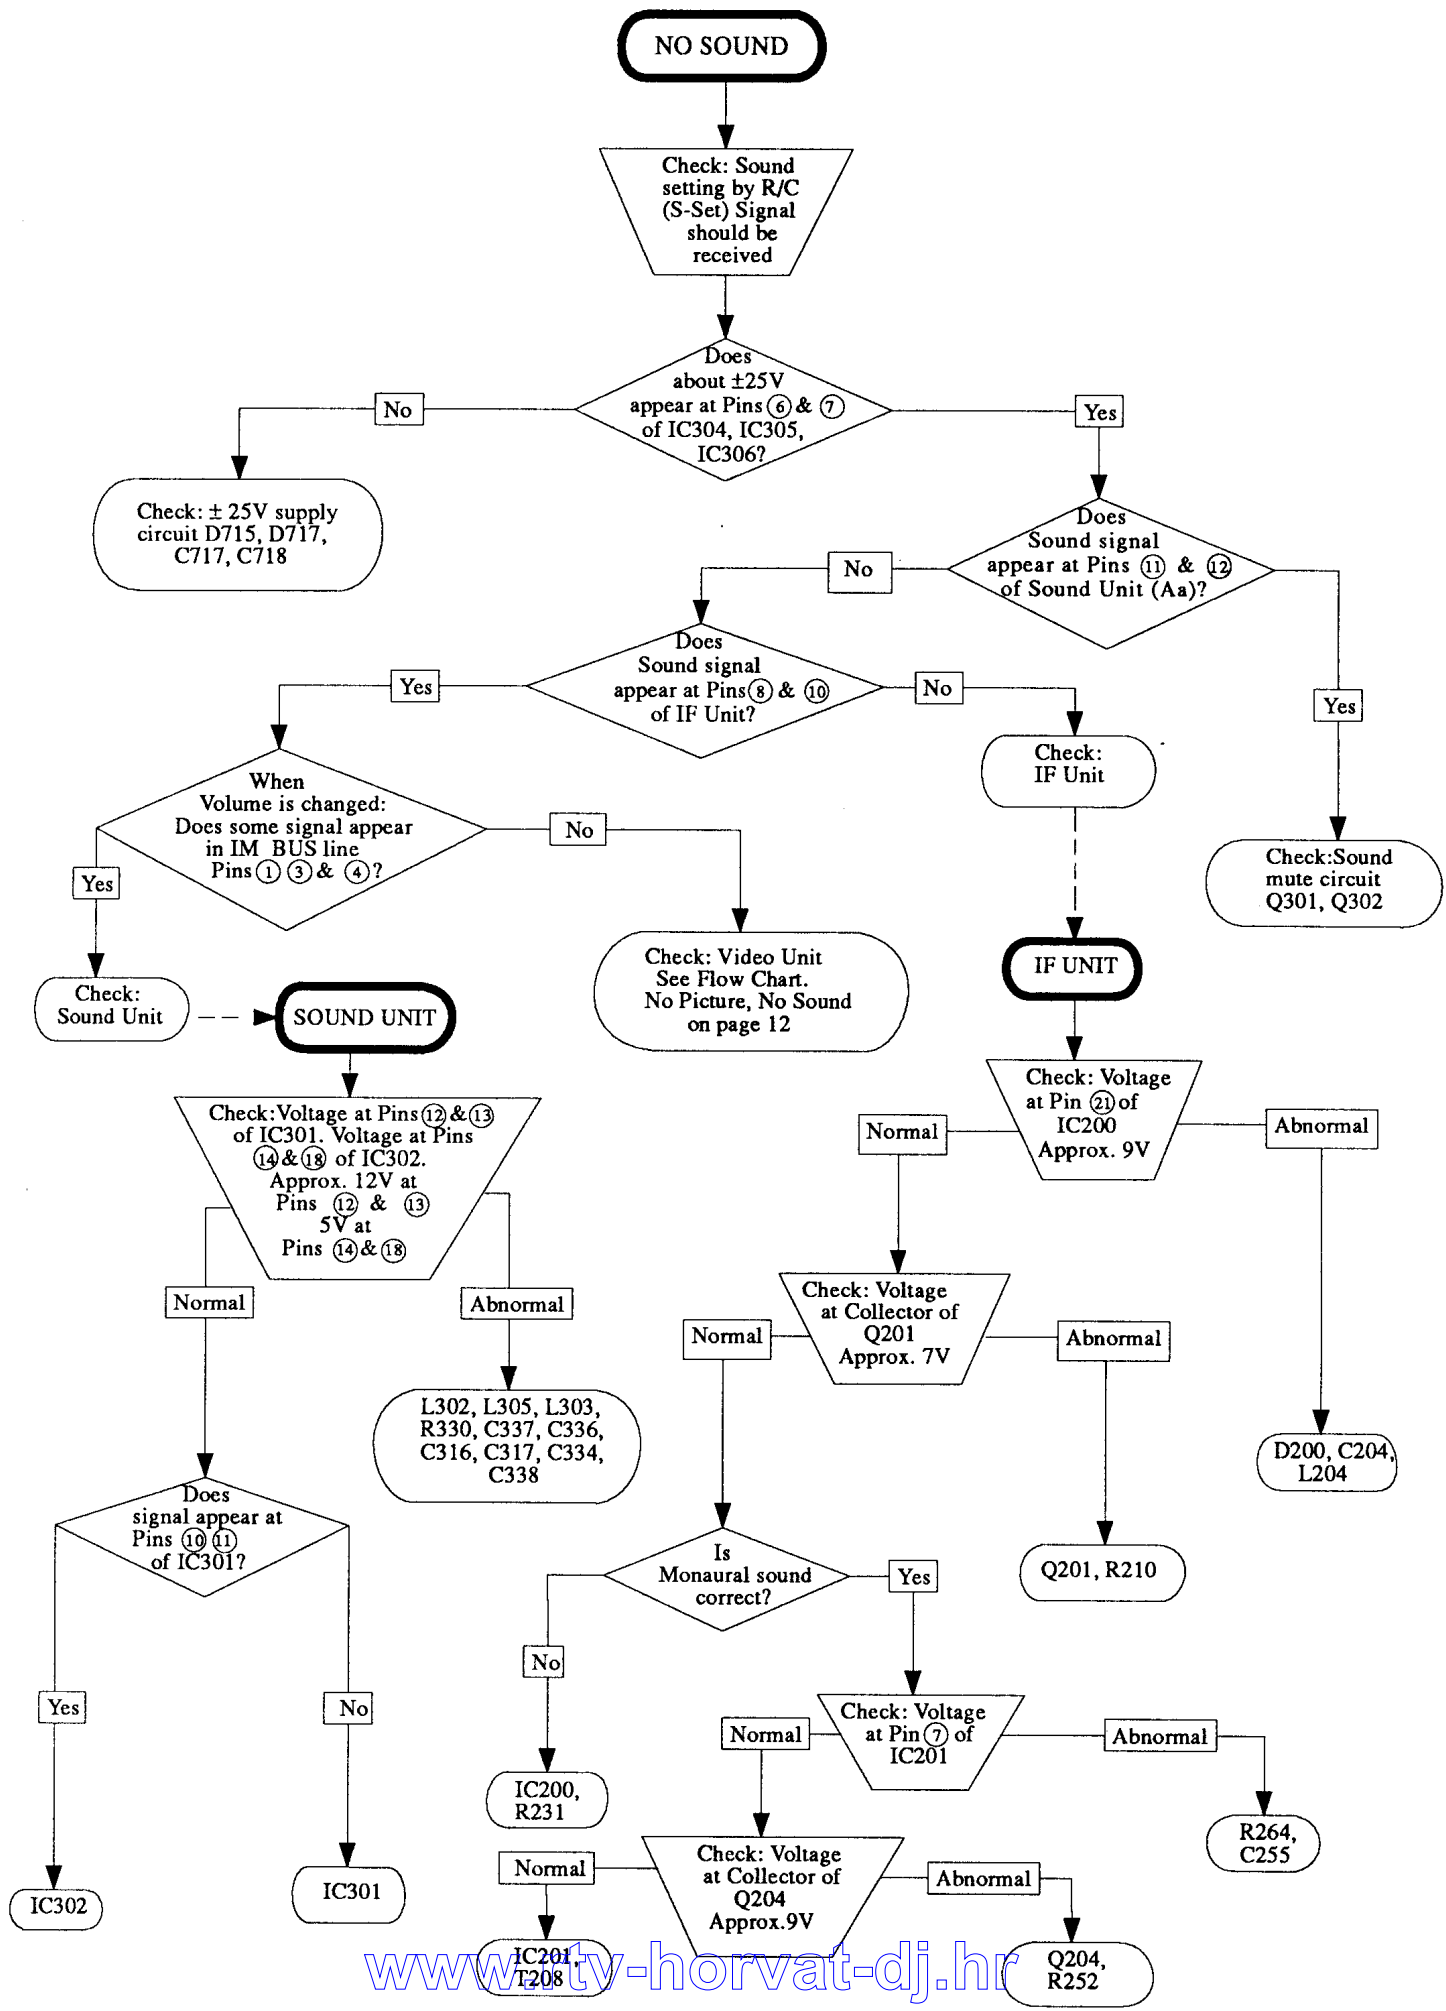 NO SOUND
Check: Sound
setting by R/C
(S-Set) Signal
should be
received
Does
about ±25V
appear at Pins ⑥ & ⑦
of IC304, IC305,
IC306?
No
Yes
Check: ± 25V supply
circuit D715, D717,
C717, C718
Does
Sound signal
appear at Pins ⑪ & ⑫
of Sound Unit (Aa)?
No
Yes
Does
Sound signal
appear at Pins ⑧ & ⑩
of IF Unit?
Yes
No
Check:Sound
mute circuit
Q301, Q302
When
Volume is changed:
Does some signal appear
in IM BUS line
Pins ① ③ & ④?
Yes
No
Check:
IF Unit
Check:
Sound Unit
Check: Video Unit
See Flow Chart.
No Picture, No Sound
on page 12
SOUND UNIT
IF UNIT
Check:Voltage at Pins ⑫ & ⑬
of IC301. Voltage at Pins
⑭ & ⑱ of IC302.
Approx. 12V at
Pins ⑫ & ⑬
5V at
Pins ⑭ & ⑱
Normal
Abnormal
L302, L305, L303,
R330, C337, C336,
C316, C317, C334,
C338
Does
signal appear at
Pins ⑩ ⑪
of IC301?
Yes
No
IC302
IC301
Check: Voltage
at Pin ㉑ of
IC200
Approx. 9V
Normal
Abnormal
D200, C204,
L204
Check: Voltage
at Collector of
Q201
Approx. 7V
Normal
Abnormal
Q201, R210
Is
Monaural sound
correct?
No
Yes
IC200,
R231
Check: Voltage
at Pin ⑦ of
IC201
Normal
Abnormal
R264,
C255
Check: Voltage
at Collector of
Q204
Approx.9V
Normal
Abnormal
IC201,
T208
Q204,
R252
www.rtv-horvat-dj.hr